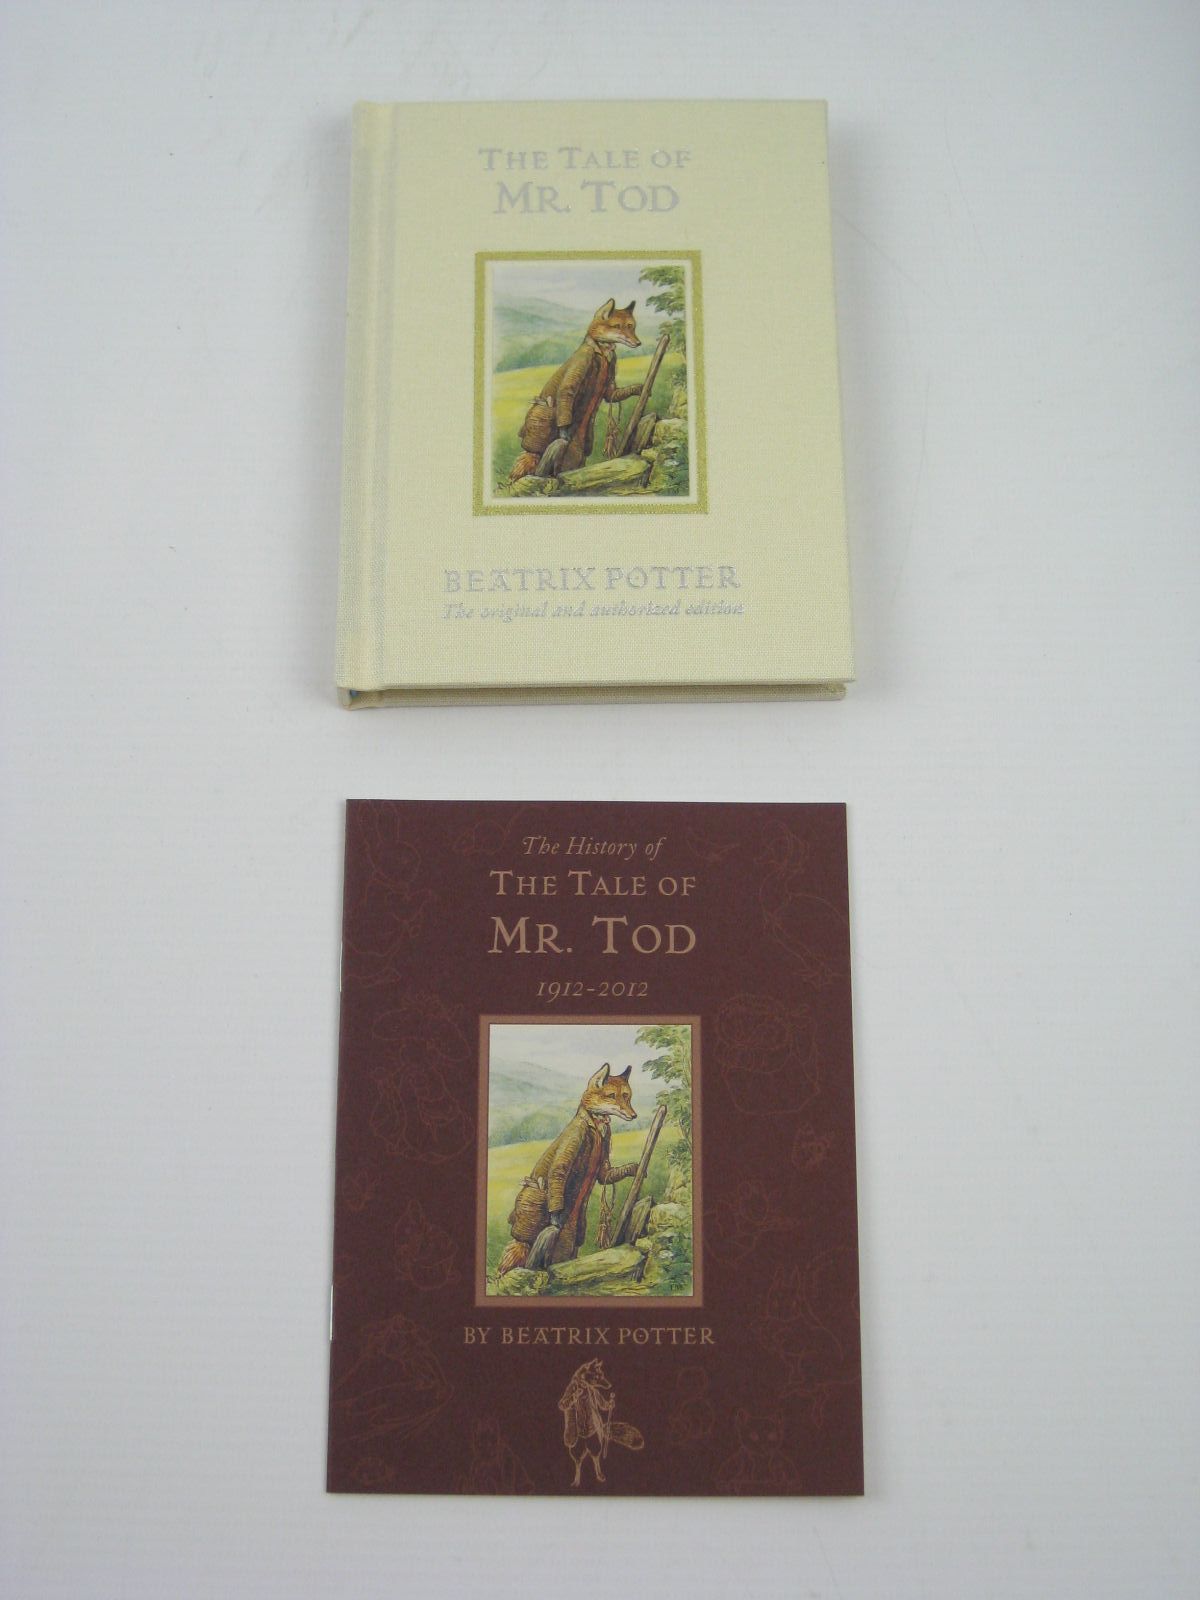 THE TALE OF
MR. TOD
BEATRIX POTTER
The original and authorized edition
The History of
THE TALE OF
MR. TOD
1912-2012
BY BEATRIX POTTER